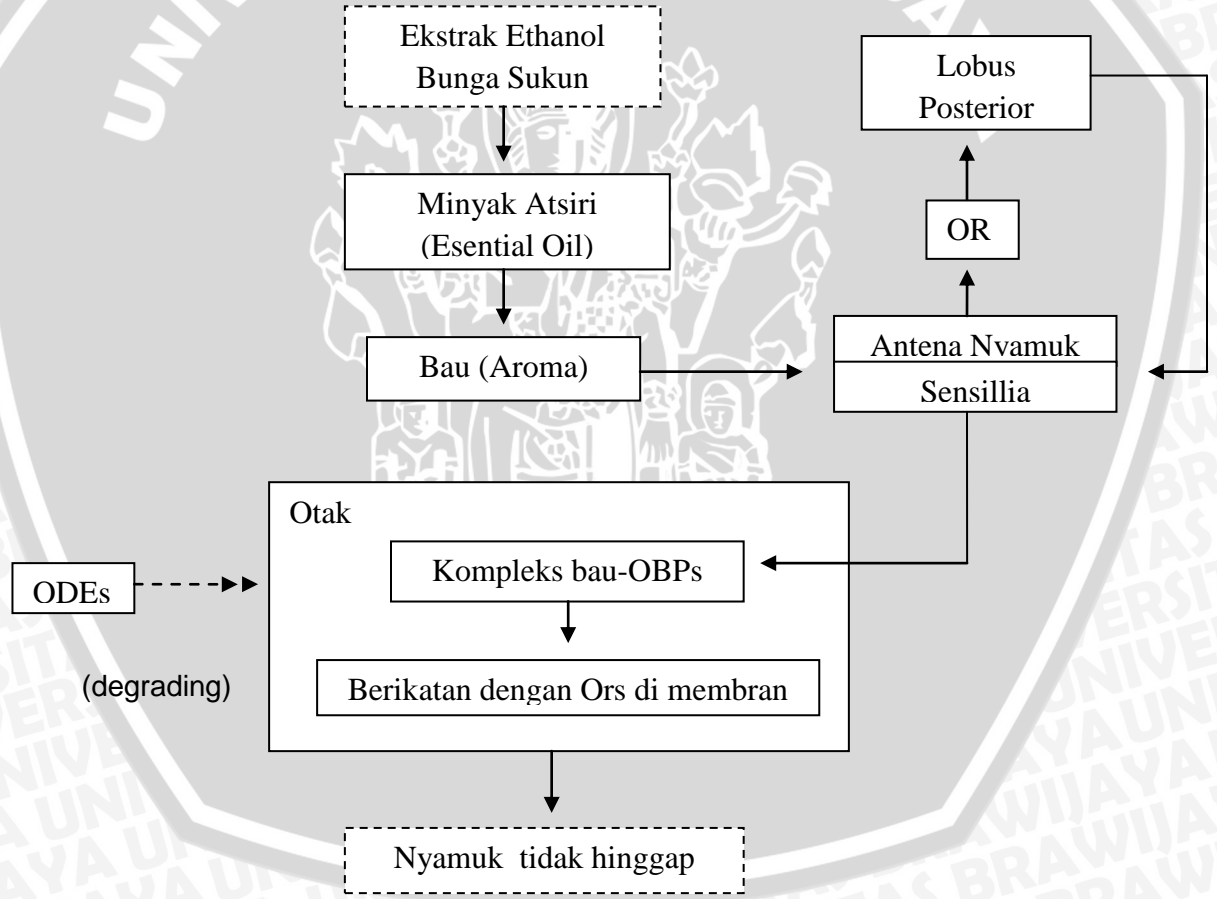 Ekstrak Ethanol
Bunga Sukun
Lobus
Posterior
Minyak Atsiri
(Esential Oil)
OR
Bau (Aroma)
Antena Nyamuk
Sensillia
Otak
Kompleks bau-OBPs
ODEs
(degrading)
Berikatan dengan Ors di membran
Nyamuk tidak hinggap